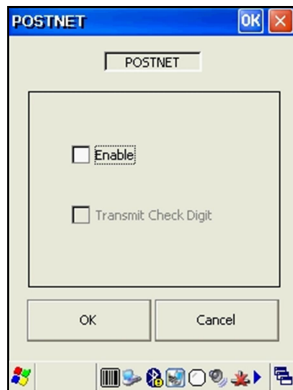 POSTNET OK
POSTNET
Enable
Transmit Check Digit
OK Cancel